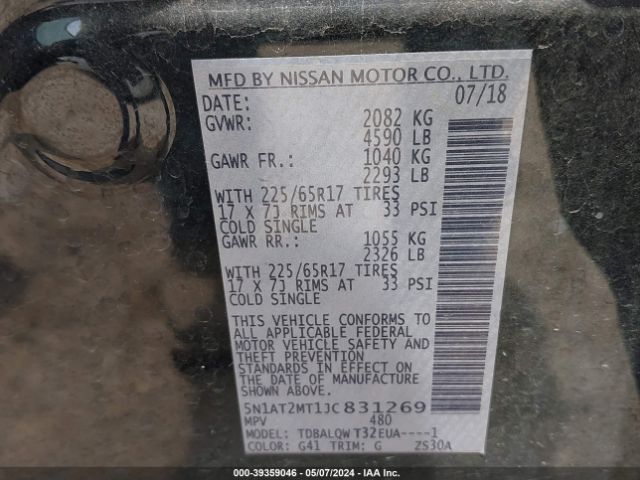 MFD BY NISSAN MOTOR CO., LTD.
DATE: 07/18
GVWR: 2082 KG
4590 LB
GAWR FR.: 1040 KG
2293 LB
WITH 225/65R17 TIRES
17 X 7J RIMS AT 33 PSI
COLD SINGLE
GAWR RR.: 1055 KG
2326 LB
WITH 225/65R17 TIRES
17 X 7J RIMS AT 33 PSI
COLD SINGLE
THIS VEHICLE CONFORMS TO
ALL APPLICABLE FEDERAL
MOTOR VEHICLE SAFETY AND
THEFT PREVENTION
STANDARDS IN EFFECT ON
THE DATE OF MANUFACTURE
SHOWN ABOVE.
5N1AT2MT1JC831269
MPV 480
MODEL: TDBALQW T32EUA----1
COLOR: G41 TRIM: G ZS30A
000-39359046 - 05/07/2024 - IAAI.COM